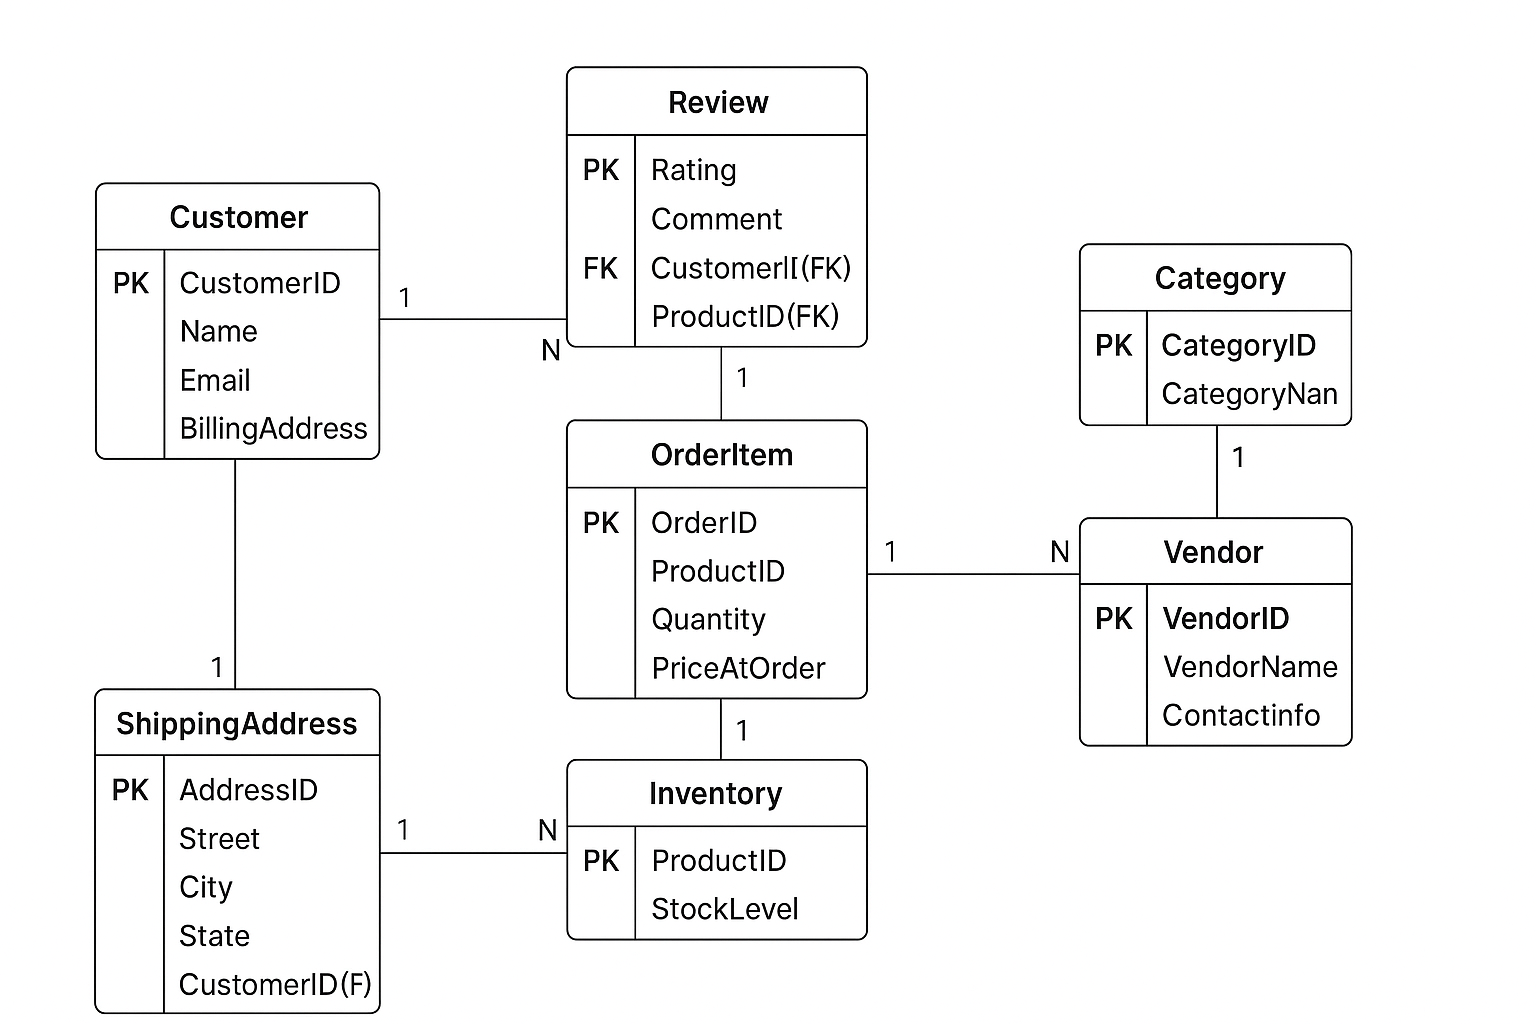 Review
PK Rating
Comment
FK CustomerI[(FK)
ProductID(FK)
Customer
PK CustomerID
Name
Email
BillingAddress
1
N
1
Category
PK CategoryID
CategoryNan
1
OrderItem
PK OrderID
ProductID
Quantity
PriceAtOrder
1
N
Vendor
PK VendorID
VendorName
Contactinfo
1
1
ShippingAddress
PK AddressID
Street
City
State
CustomerID(F)
1
N
Inventory
PK ProductID
StockLevel